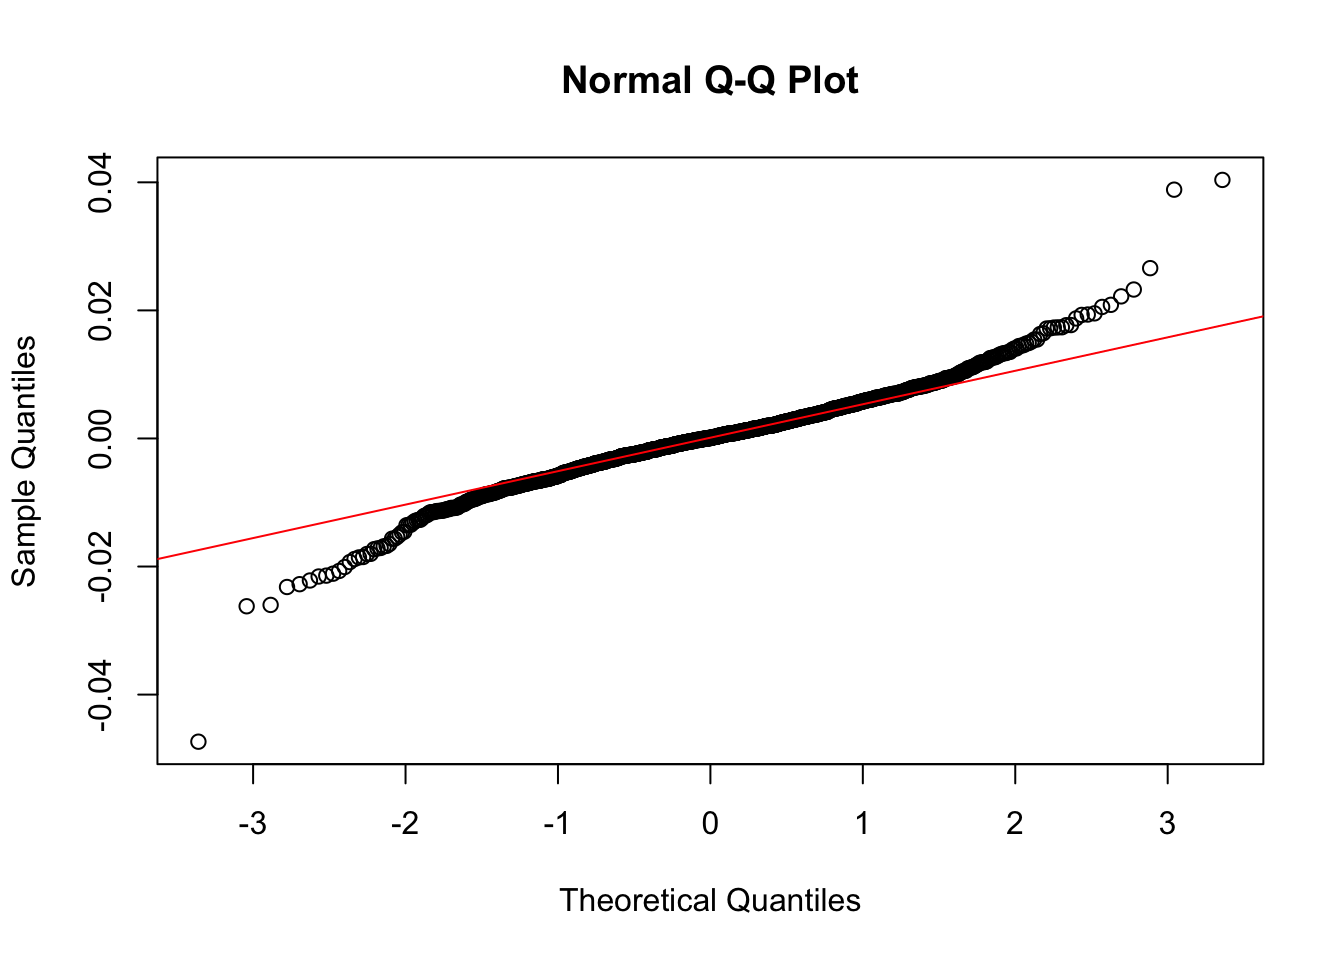 Normal Q-Q Plot
Sample Quantiles
0.04
0.02
0.00
-0.02
-0.04
-3 -2 -1 0 1 2 3
Theoretical Quantiles